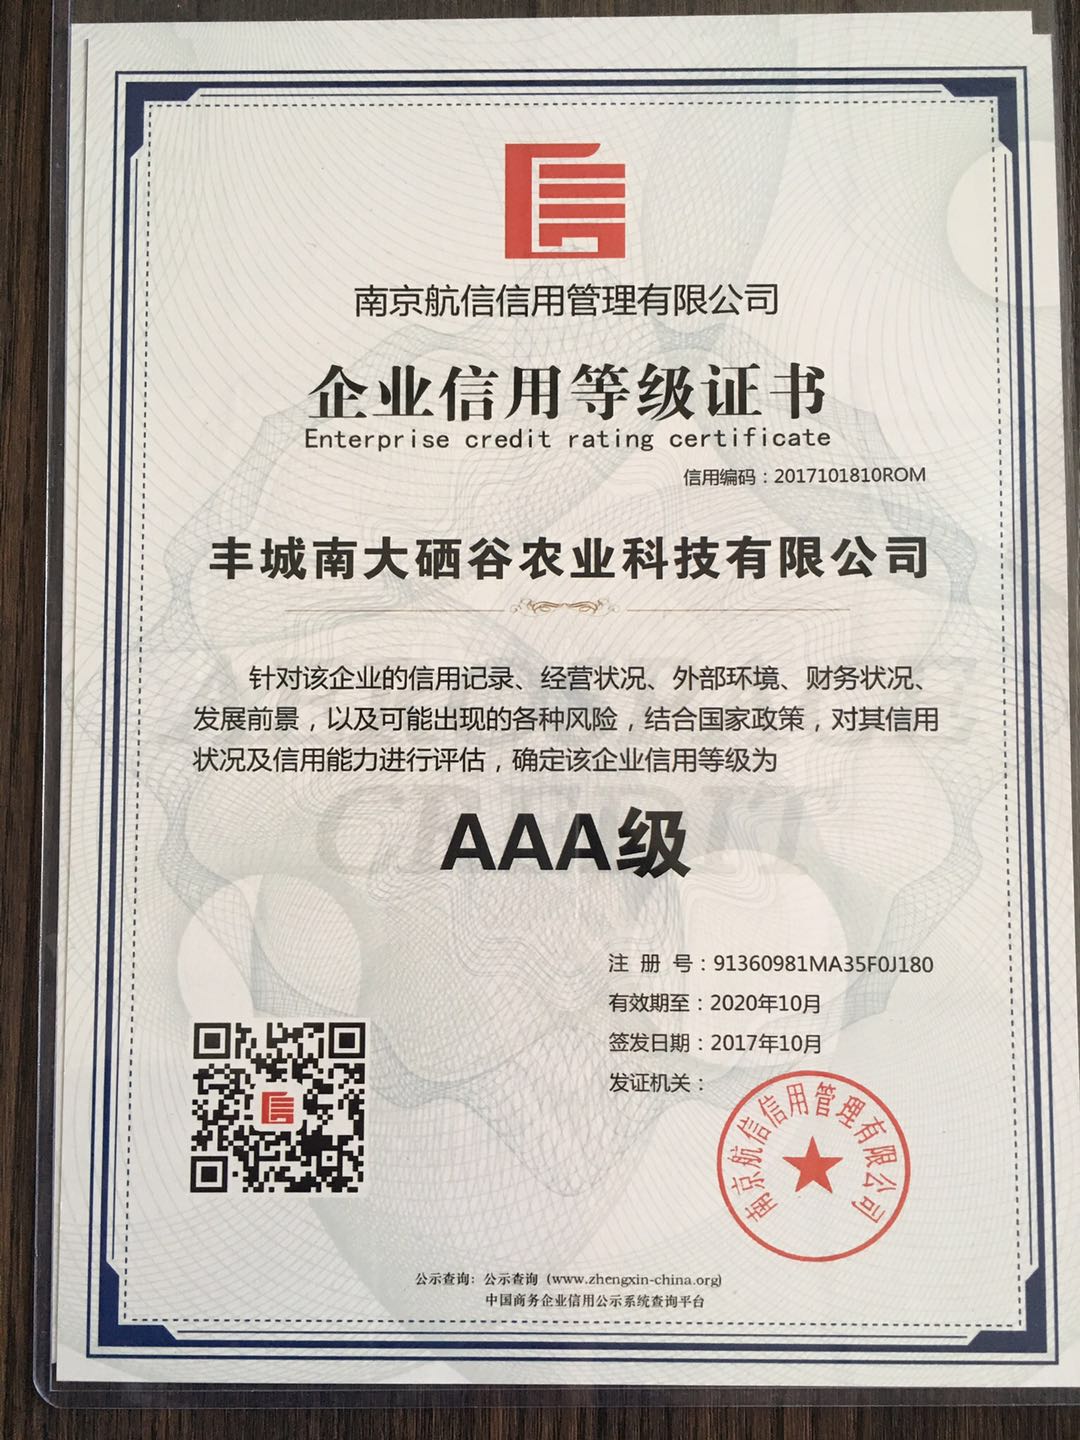 南京航信信用管理有限公司
企业信用等级证书
Enterprise credit rating certificate
信用编码：2017101810ROM
丰城南大硒谷农业科技有限公司
针对该企业的信用记录、经营状况、外部环境、财务状况、
发展前景，以及可能出现的各种风险，结合国家政策，对其信用
状况及信用能力进行评估，确定该企业信用等级为
CREDIT
AAA级
注 册 号：91360981MA35F0J180
有效期至：2020年10月
签发日期：2017年10月
发证机关：
南京航信信用管理有限公司
公示查询：公示查询（www.zhengxin-china.org)
中国商务企业信用公示系统查询平台